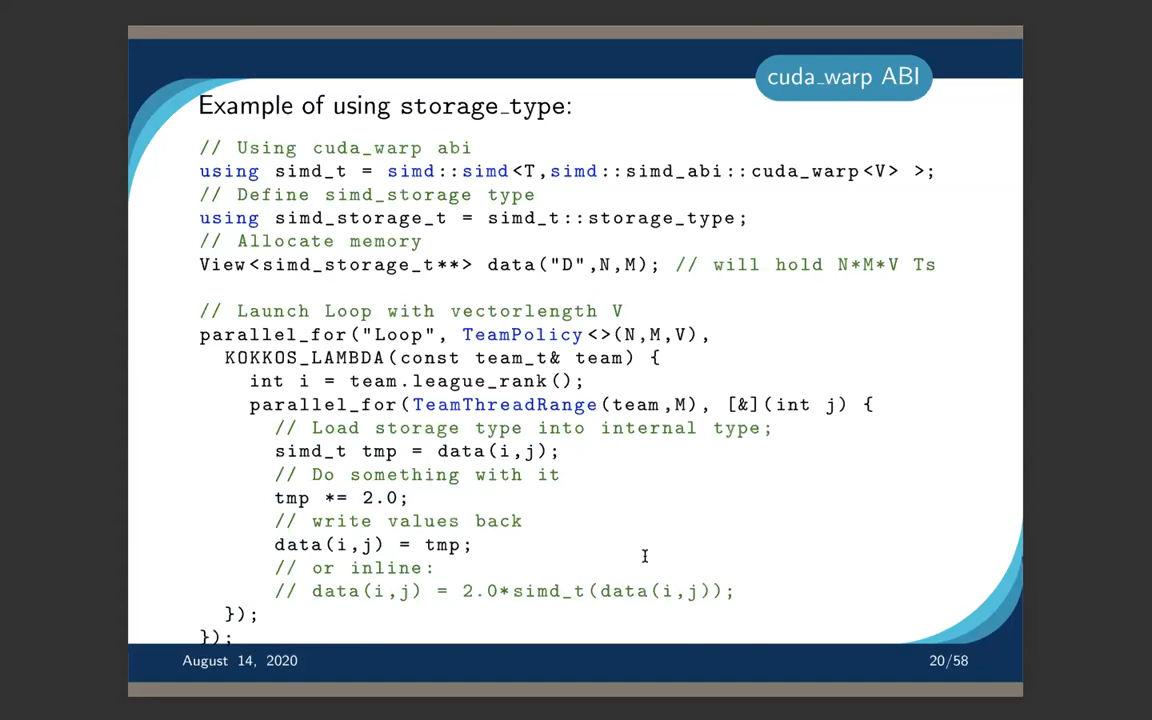 cuda_warp ABI
Example of using storage_type:
// Using cuda_warp abi
using simd_t = simd::simd<T,simd::simd_abi::cuda_warp<V> >;
// Define simd_storage type
using simd_storage_t = simd_t::storage_type;
// Allocate memory
View<simd_storage_t**> data("D",N,M); // will hold N*M*V Ts
// Launch Loop with vectorlength V
parallel_for("Loop", TeamPolicy<>(N,M,V),
KOKKOS_LAMBDA(const team_t& team) {
int i = team.league_rank();
parallel_for(TeamThreadRange(team,M), [&](int j) {
// Load storage type into internal type;
simd_t tmp = data(i,j);
// Do something with it
tmp *= 2.0;
// write values back
data(i,j) = tmp;
// or inline:
// data(i,j) = 2.0*simd_t(data(i,j));
});
});
August 14, 2020
20/58